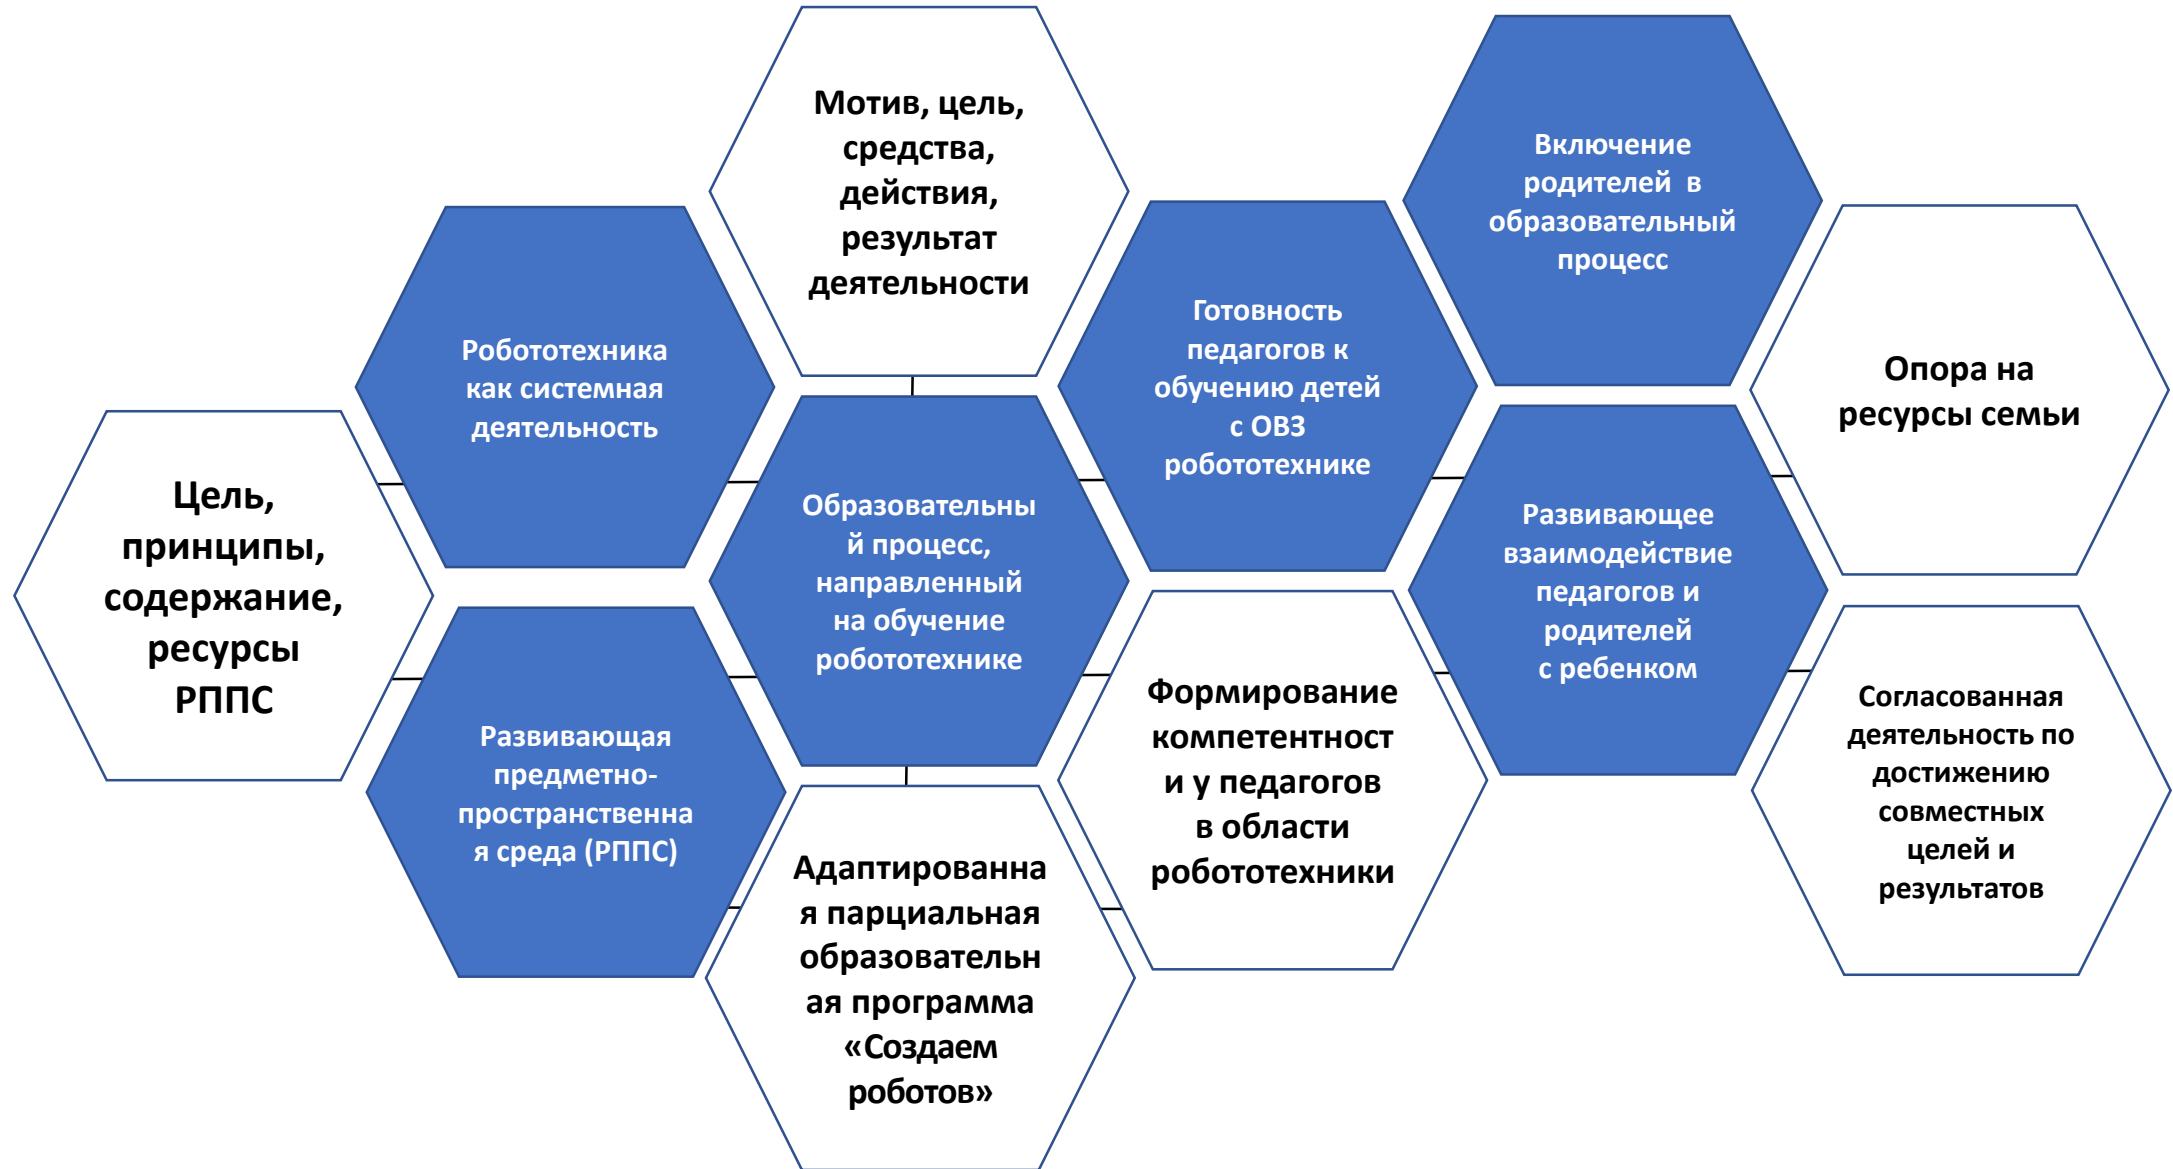 Мотив, цель,
средства,
действия,
результат
деятельности
Включение
родителей в
образовательный
процесс
Робототехника
как системная
деятельность
Готовность
педагогов к
обучению детей
с ОВЗ
робототехнике
Опора на
ресурсы семьи
Цель,
принципы,
содержание,
ресурсы
РППС
Образовательны
й процесс,
направленный
на обучение
робототехнике
Развивающее
взаимодействие
педагогов и
родителей
с ребенком
Развивающая
предметно-
пространственна
я среда (РППС)
Формирование
компетентност
и у педагогов
в области
робототехники
Согласованная
деятельность по
достижению
совместных
целей и
результатов
Адаптированна
я парциальная
образовательн
ая программа
«Создаем
роботов»